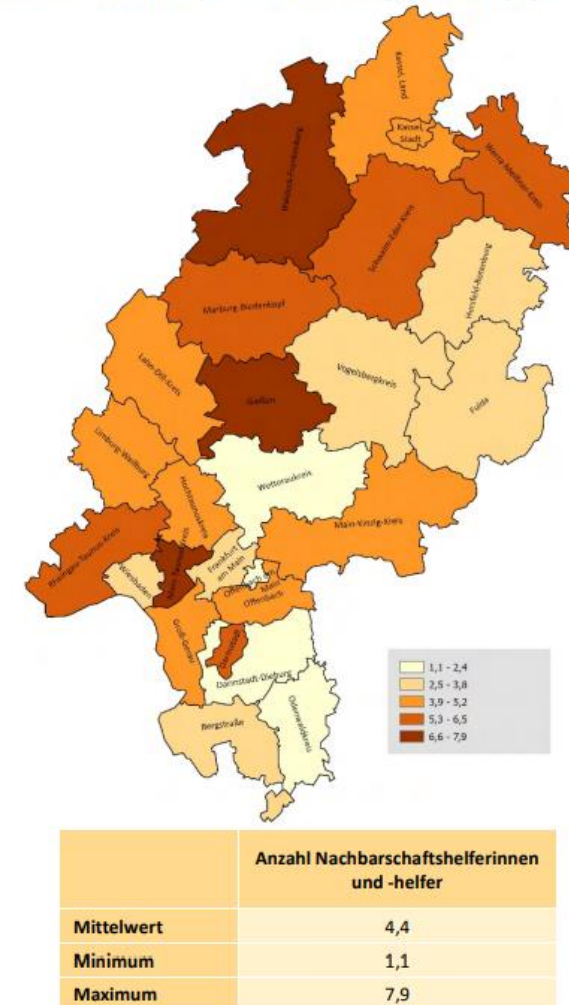 Kassel, Land
Kassel,
Stadt
Waldeck-Frankenberg
Werra-Meißner-Kreis
Schwalm-Eder-Kreis
Hersfeld-Rotenburg
Marburg-Biedenkopf
Vogelsbergkreis
Fulda
Lahn-Dill-Kreis
Gießen
Limburg-Weilburg
Wetteraukreis
Hochtaunuskreis
Main-Kinzig-Kreis
Rheingau-Taunus-Kreis
Main-Taunus-Kreis
Wiesbaden
Frankfurt
am Main
Offenbach am
Main
Offenbach
Groß-Gerau
Darmstadt
Darmstadt-Dieburg
Odenwaldkreis
Bergstraße
1,1 - 2,4
2,5 - 3,8
3,9 - 5,2
5,3 - 6,5
6,6 - 7,9
Anzahl Nachbarschaftshelferinnen
und -helfer
Mittelwert 4,4
Minimum 1,1
Maximum 7,9